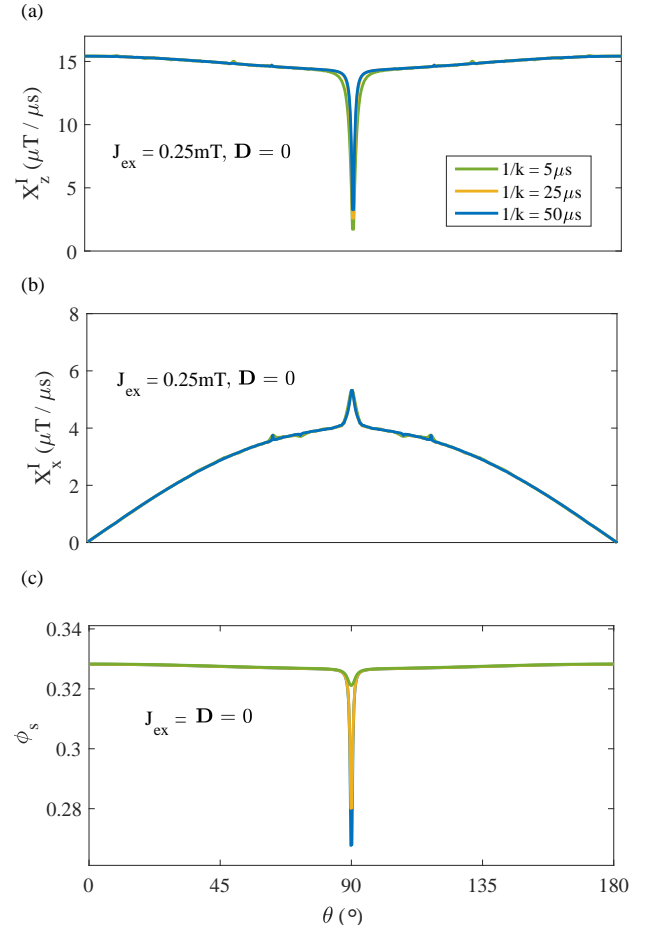 (a)
15
10
5
0
X_z^I (μT / μs)
J_ex = 0.25mT, D = 0
1/k = 5μs
1/k = 25μs
1/k = 50μs
(b)
8
6
4
2
0
X_x^I (μT / μs)
J_ex = 0.25mT, D = 0
(c)
0.34
0.32
0.3
0.28
ϕ_s
J_ex = D = 0
0 45 90 135 180
θ (°)